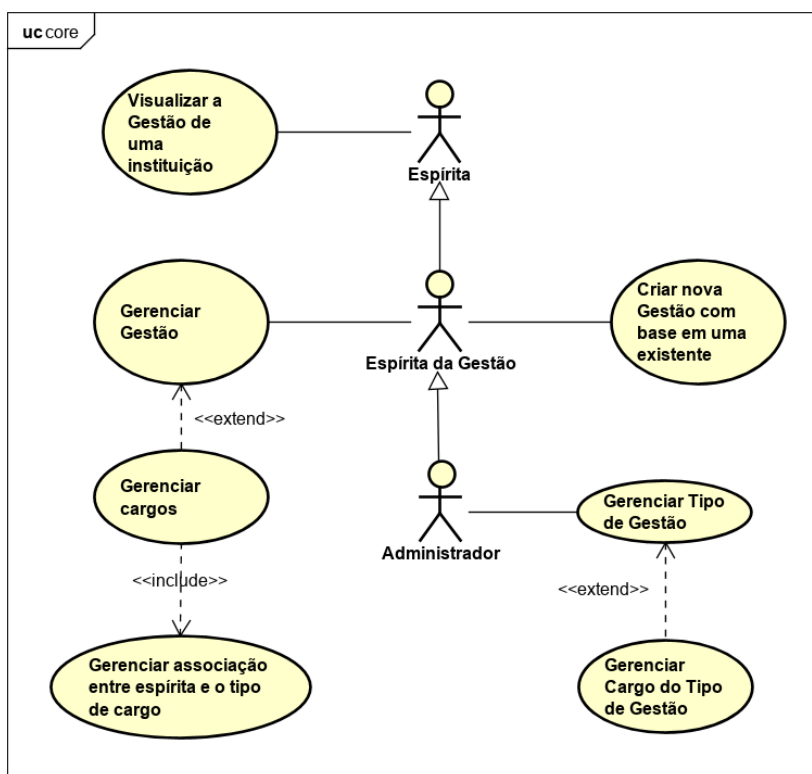 uc core
Visualizar a
Gestão de
uma
instituição
Espírita
Gerenciar
Gestão
Espírita da Gestão
Criar nova
Gestão com
base em uma
existente
<<extend>>
Gerenciar
cargos
Administrador
Gerenciar Tipo
de Gestão
<<include>>
<<extend>>
Gerenciar associação
entre espírita e o tipo
de cargo
Gerenciar
Cargo do Tipo
de Gestão